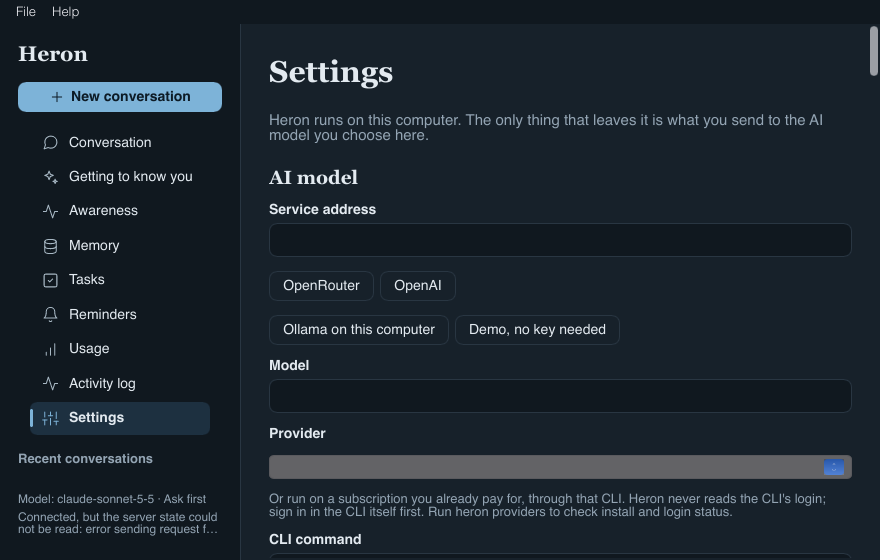 File Help
Heron
New conversation
Conversation
Getting to know you
Awareness
Memory
Tasks
Reminders
Usage
Activity log
Settings
Recent conversations
Model: claude-sonnet-5-5 · Ask first
Connected, but the server state could
not be read: error sending request f…
Settings
Heron runs on this computer. The only thing that leaves it is what you send to the AI
model you choose here.
AI model
Service address
OpenRouter OpenAI
Ollama on this computer Demo, no key needed
Model
Provider
Or run on a subscription you already pay for, through that CLI. Heron never reads the CLI's login;
sign in in the CLI itself first. Run heron providers to check install and login status.
CLI command